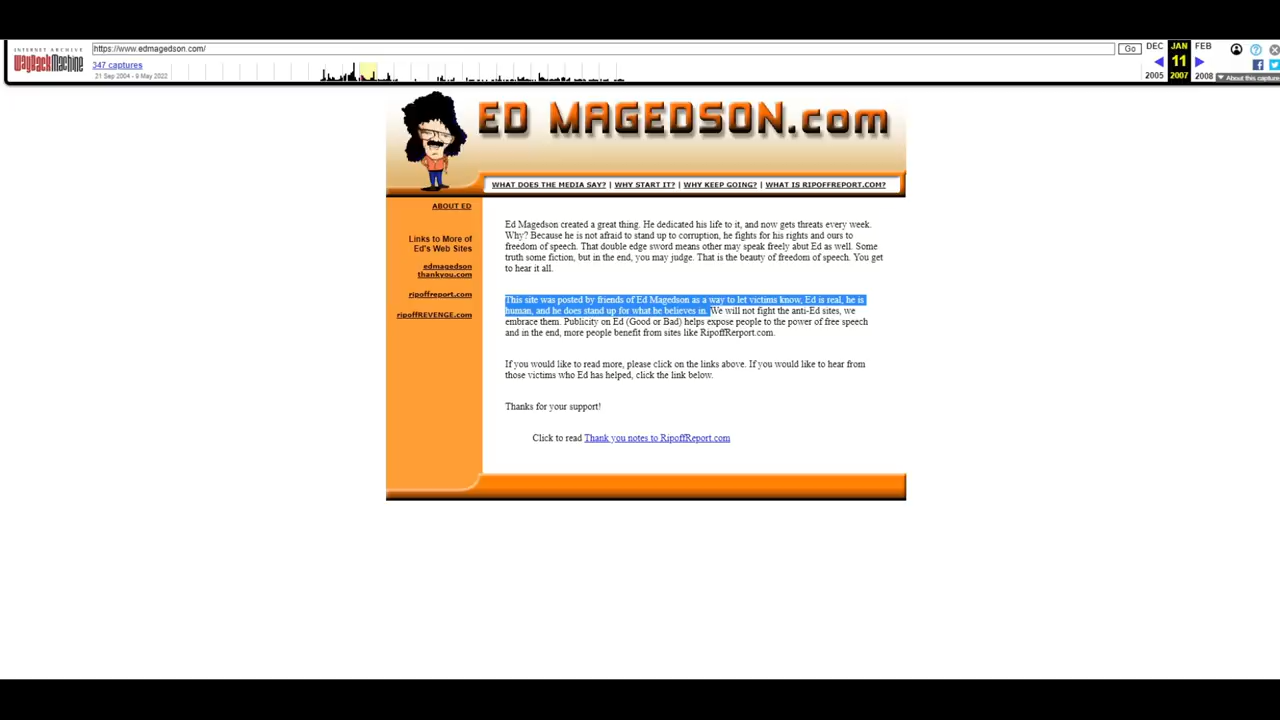 INTERNET ARCHIVE
WayBackMachine
https://www.edmagedson.com/
Go
DEC
JAN
FEB
347 captures
11
21 Sep 2004 - 9 May 2022
2005
2007
2008
About this capture
ED MAGEDSON.com
WHAT DOES THE MEDIA SAY? | WHY START IT? | WHY KEEP GOING? | WHAT IS RIPOFFREPORT.COM?
ABOUT ED
Links to More of
Ed's Web Sites
edmagedson
thankyou.com
ripoffreport.com
ripoffREVENGE.com
Ed Magedson created a great thing. He dedicated his life to it, and now gets threats every week.
Why? Because he is not afraid to stand up to corruption, he fights for his rights and ours to
freedom of speech. That double edge sword means other may speak freely abut Ed as well. Some
truth some fiction, but in the end, you may judge. That is the beauty of freedom of speech. You get
to hear it all.
This site was posted by friends of Ed Magedson as a way to let victims know, Ed is real, he is
human, and he does stand up for what he believes in. We will not fight the anti-Ed sites, we
embrace them. Publicity on Ed (Good or Bad) helps expose people to the power of free speech
and in the end, more people benefit from sites like RipoffRerport.com.
If you would like to read more, please click on the links above. If you would like to hear from
those victims who Ed has helped, click the link below.
Thanks for your support!
Click to read Thank you notes to RipoffReport.com